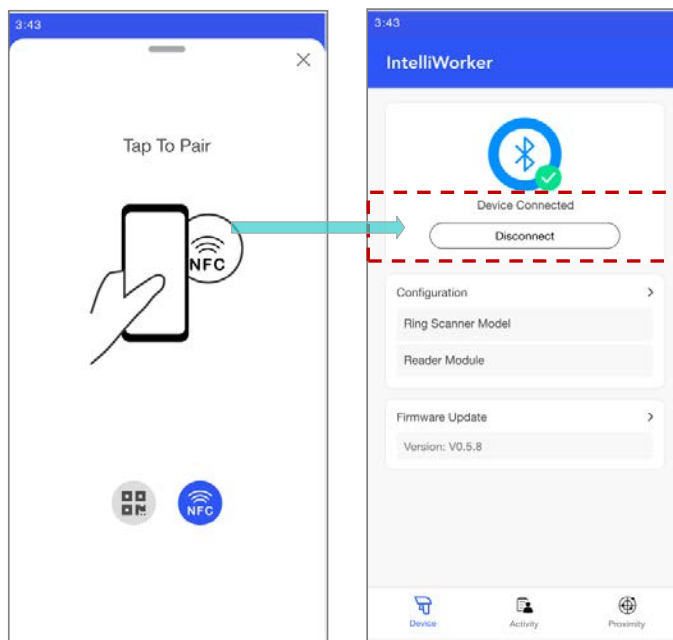 3:43
Tap To Pair
NFC
NFC
3:43
IntelliWorker
Device Connected
Disconnect
Configuration
Ring Scanner Model
Reader Module
Firmware Update
Version: V0.5.8
Device Activity Proximity